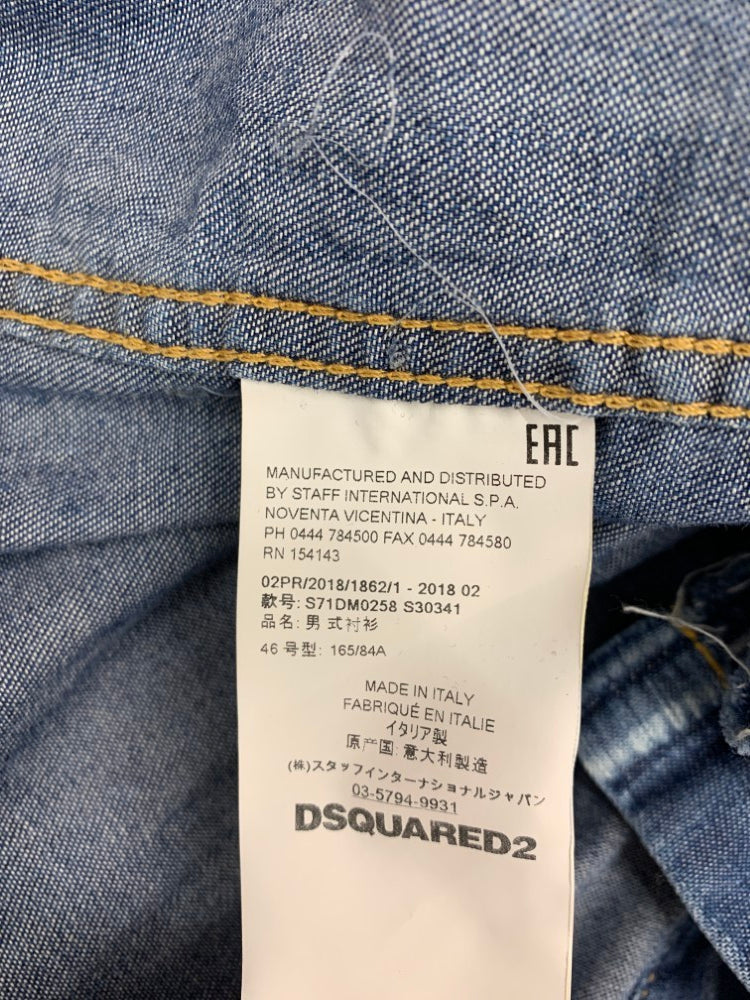 EAC
MANUFACTURED AND DISTRIBUTED
BY STAFF INTERNATIONAL S.P.A.
NOVENTA VICENTINA - ITALY
PH 0444 784500 FAX 0444 784580
RN 154143
02PR/2018/1862/1 - 2018 02
款号: S71DM0258 S30341
品名: 男式衬衫
46 号型: 165/84A
MADE IN ITALY
FABRIQUÉ EN ITALIE
イタリア製
原产国: 意大利製造
(株)スタッフインターナショナルジャパン
03-5794-9931
DSQUARED2